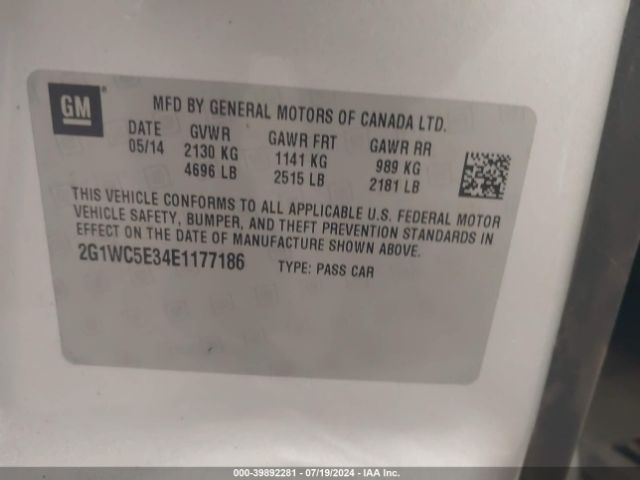 GM
MFD BY GENERAL MOTORS OF CANADA LTD.
DATE GVWR GAWR FRT GAWR RR
05/14 2130 KG 1141 KG 989 KG
4696 LB 2515 LB 2181 LB
THIS VEHICLE CONFORMS TO ALL APPLICABLE U.S. FEDERAL MOTOR
VEHICLE SAFETY, BUMPER, AND THEFT PREVENTION STANDARDS IN
EFFECT ON THE DATE OF MANUFACTURE SHOWN ABOVE.
2G1WC5E34E1177186 TYPE: PASS CAR
000-39892281 - 07/19/2024 - IAA Inc.